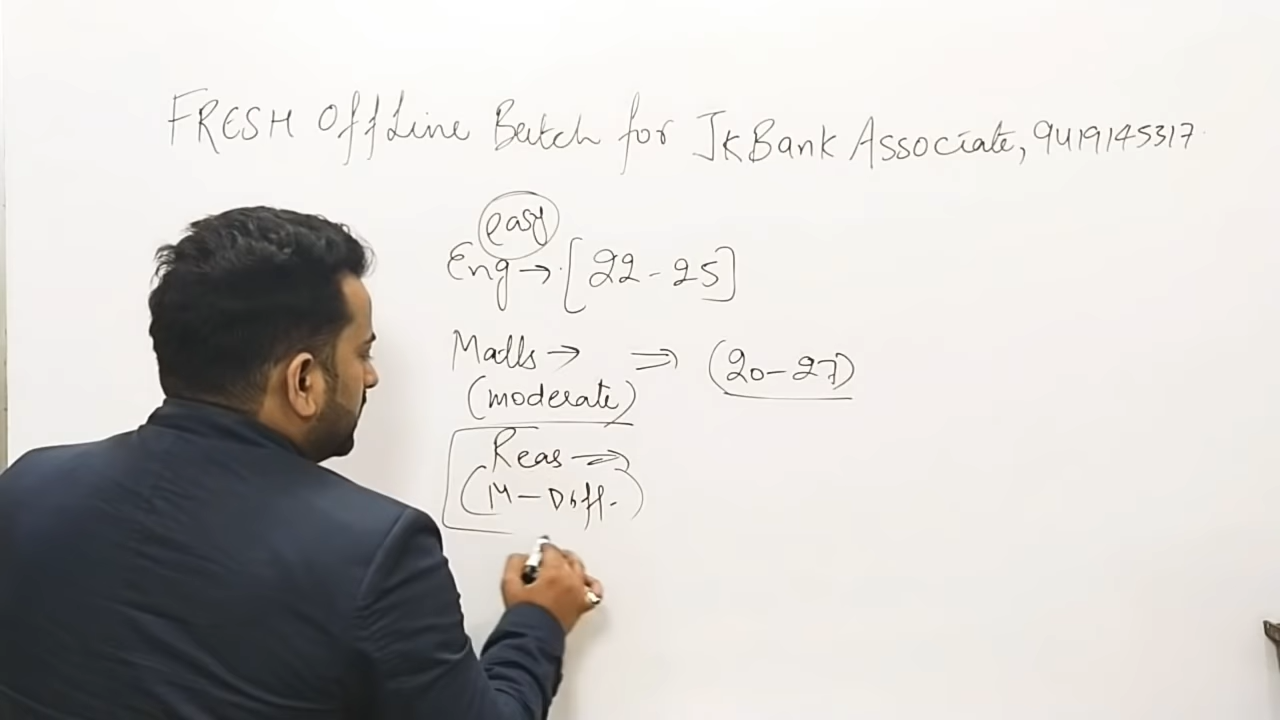 FRESH Offline Batch for JKBank Associate, 9419145317
easy
Eng → [22-25]
Maths → ⇒ (20-27)
(moderate)
Reas →
(M-Diff.)